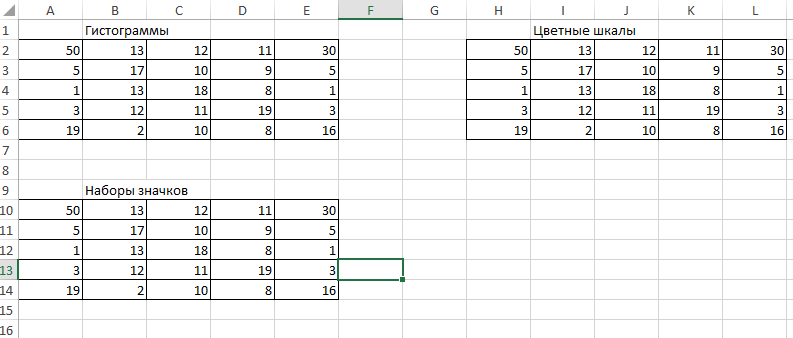 A B C D E F G H I J K L
1 Гистограммы Цветные шкалы
2 50 13 12 11 30 50 13 12 11 30
3 5 17 10 9 5 5 17 10 9 5
4 1 13 18 8 1 1 13 18 8 1
5 3 12 11 19 3 3 12 11 19 3
6 19 2 10 8 16 19 2 10 8 16
7
8
9 Наборы значков
10 50 13 12 11 30
11 5 17 10 9 5
12 1 13 18 8 1
13 3 12 11 19 3
14 19 2 10 8 16
15
16